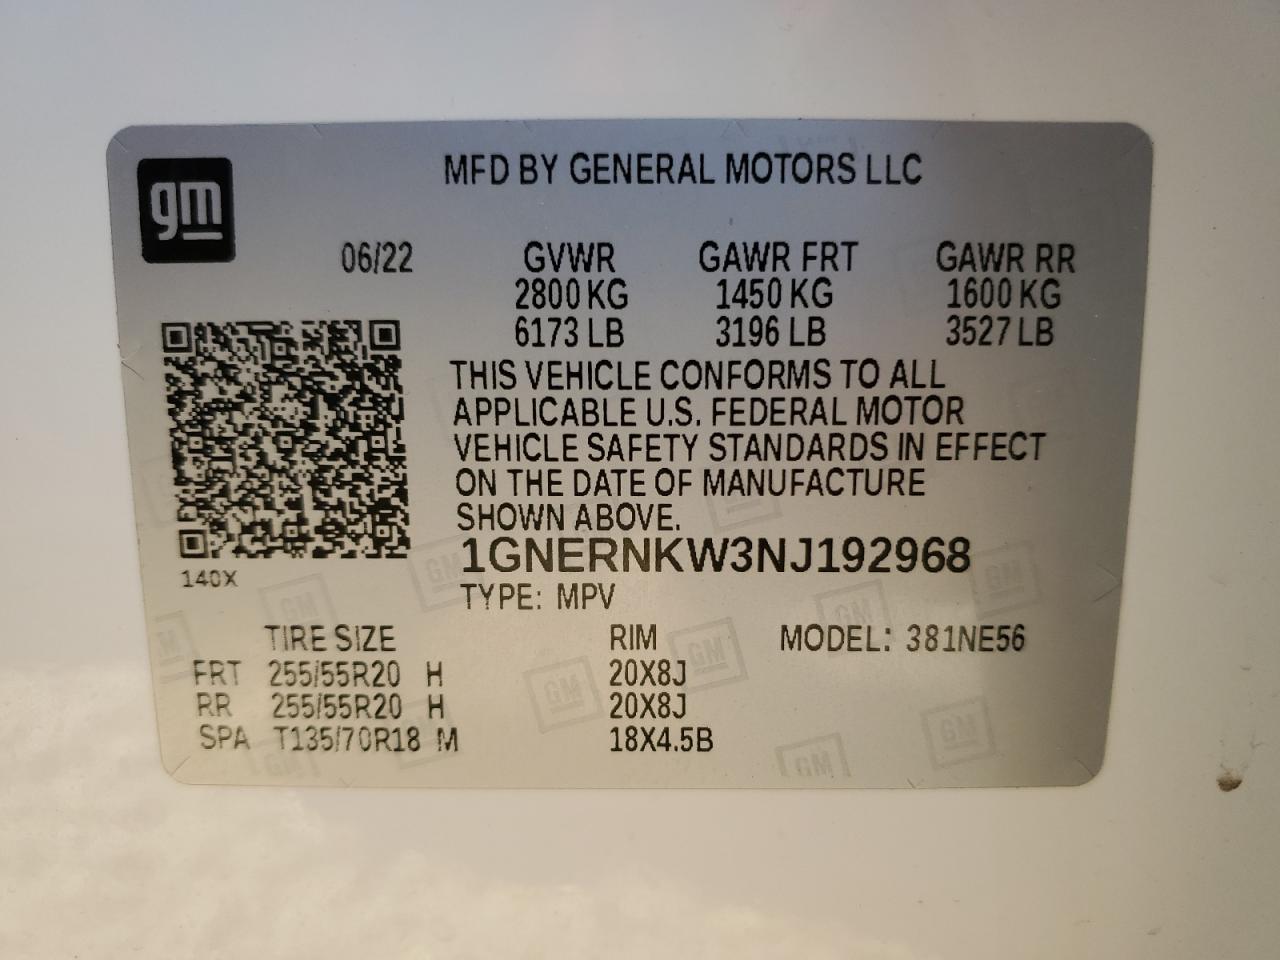 gm
MFD BY GENERAL MOTORS LLC
06/22 GVWR GAWR FRT GAWR RR
2800 KG 1450 KG 1600 KG
6173 LB 3196 LB 3527 LB
THIS VEHICLE CONFORMS TO ALL
APPLICABLE U.S. FEDERAL MOTOR
VEHICLE SAFETY STANDARDS IN EFFECT
ON THE DATE OF MANUFACTURE
SHOWN ABOVE.
1GNERNKW3NJ192968
140X
TYPE: MPV
TIRE SIZE RIM MODEL: 381NE56
FRT 255/55R20 H 20X8J
RR 255/55R20 H 20X8J
SPA T135/70R18 M 18X4.5B